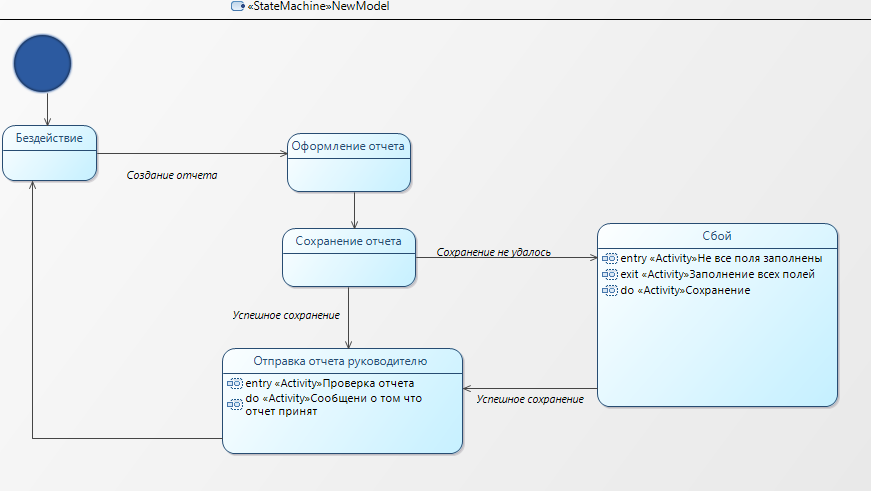 «StateMachine»NewModel
Бездействие
Создание отчета
Оформление отчета
Сохранение отчета
Сохранение не удалось
Сбой
entry «Activity»Не все поля заполнены
exit «Activity»Заполнение всех полей
do «Activity»Сохранение
Успешное сохранение
Отправка отчета руководителю
entry «Activity»Проверка отчета
do «Activity»Сообщени о том что
отчет принят
Успешное сохранение